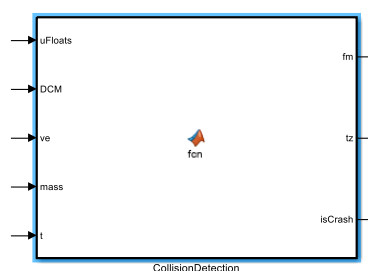 uFloats
fm
DCM
ve
tz
fcn
mass
isCrash
t
CollisionDetection